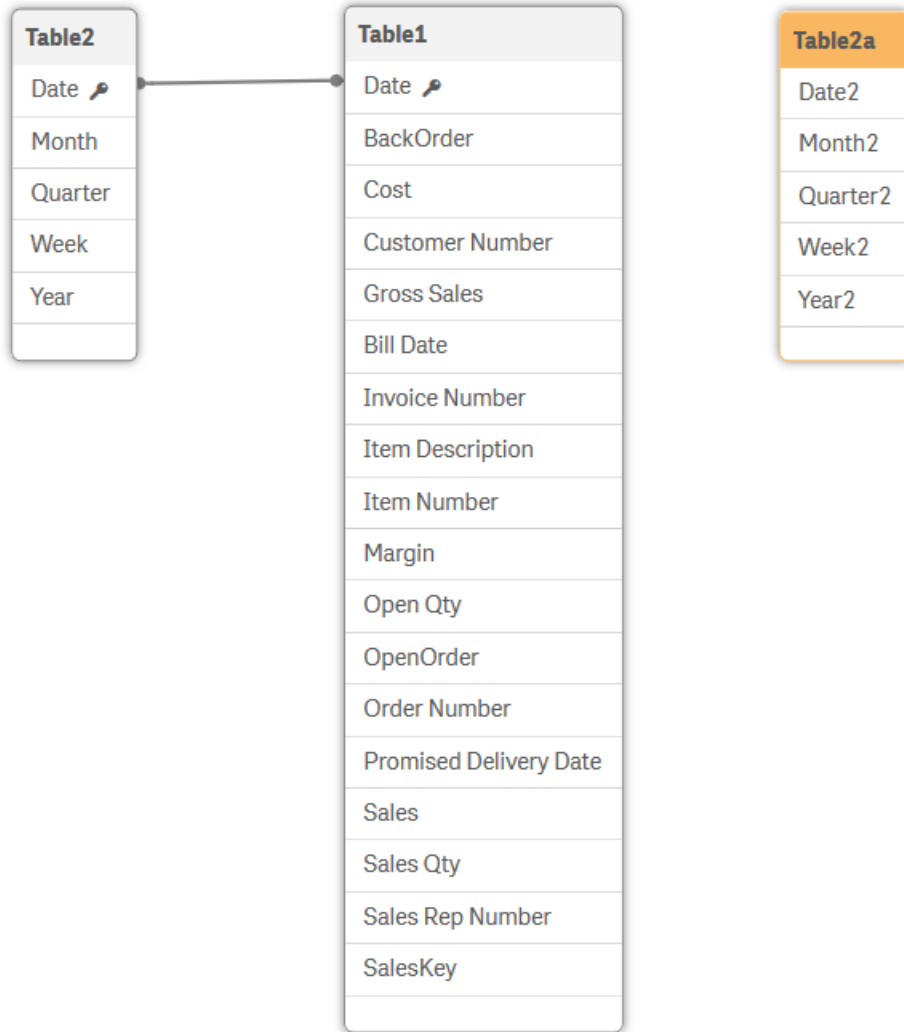 Table2
Date
Month
Quarter
Week
Year
Table1
Date
BackOrder
Cost
Customer Number
Gross Sales
Bill Date
Invoice Number
Item Description
Item Number
Margin
Open Qty
OpenOrder
Order Number
Promised Delivery Date
Sales
Sales Qty
Sales Rep Number
SalesKey
Table2a
Date2
Month2
Quarter2
Week2
Year2